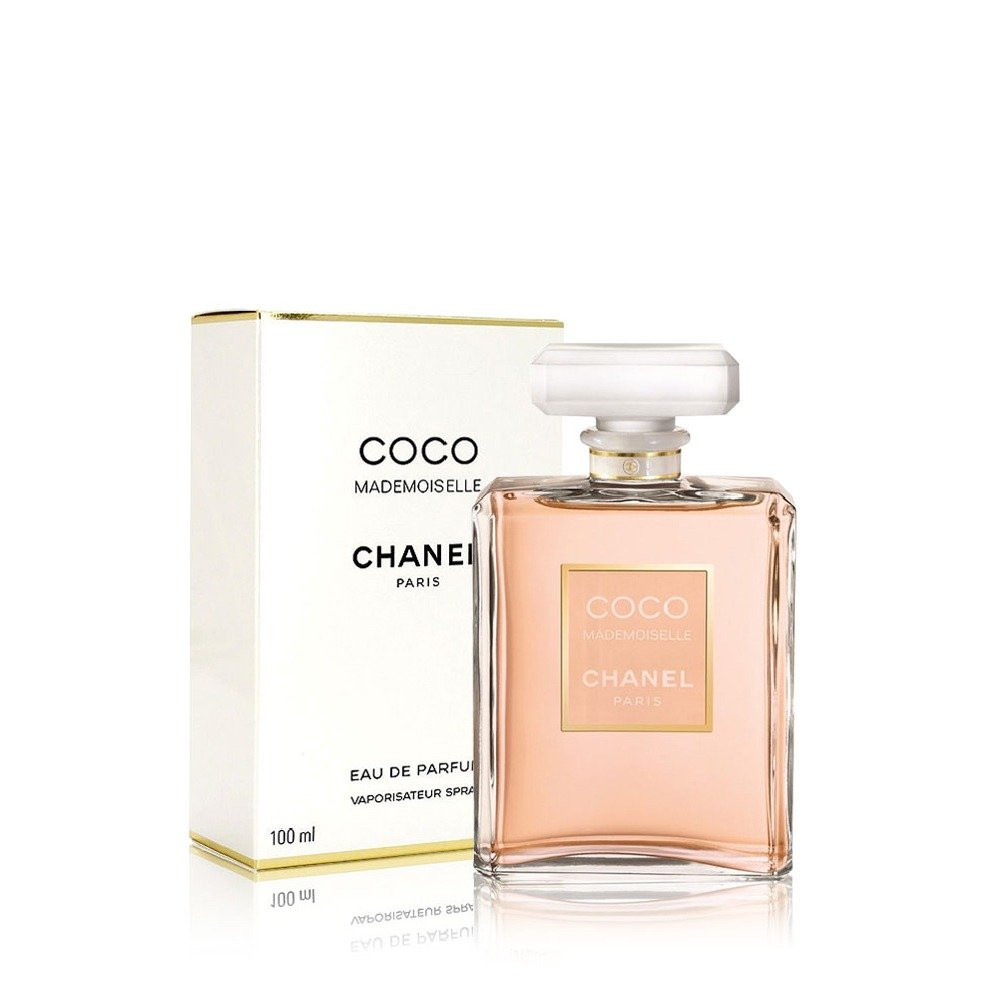 COCO
MADEMOISELLE
CHANEL
PARIS
EAU DE PARFU
VAPORISATEUR SPRA
100 ml
COCO
MADEMOISELLE
CHANEL
PARIS